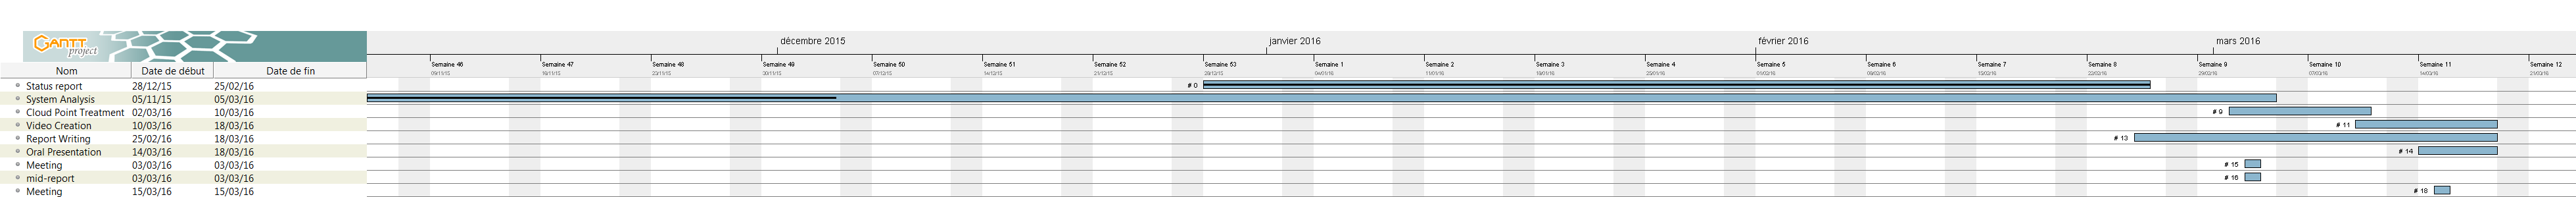 GANTT
project
décembre 2015 janvier 2016 février 2016 mars 2016
Semaine 46 Semaine 47 Semaine 48 Semaine 49 Semaine 50 Semaine 51 Semaine 52 Semaine 53 Semaine 1 Semaine 2 Semaine 3 Semaine 4 Semaine 5 Semaine 6 Semaine 7 Semaine 8 Semaine 9 Semaine 10 Semaine 11 Semaine 12
Nom Date de début Date de fin
09/11/15 16/11/15 23/11/15 30/11/15 07/12/15 14/12/15 21/12/15 28/12/15 04/01/16 11/01/16 18/01/16 25/01/16 01/02/16 08/02/16 15/02/16 22/02/16 29/02/16 07/03/16 14/03/16 21/03/16
Status report 28/12/15 25/02/16 # 0
System Analysis 05/11/15 05/03/16
Cloud Point Treatment 02/03/16 10/03/16 # 9
Video Creation 10/03/16 18/03/16 # 11
Report Writing 25/02/16 18/03/16 # 13
Oral Presentation 14/03/16 18/03/16 # 14
Meeting 03/03/16 03/03/16 # 15
mid-report 03/03/16 03/03/16 # 16
Meeting 15/03/16 15/03/16 # 18